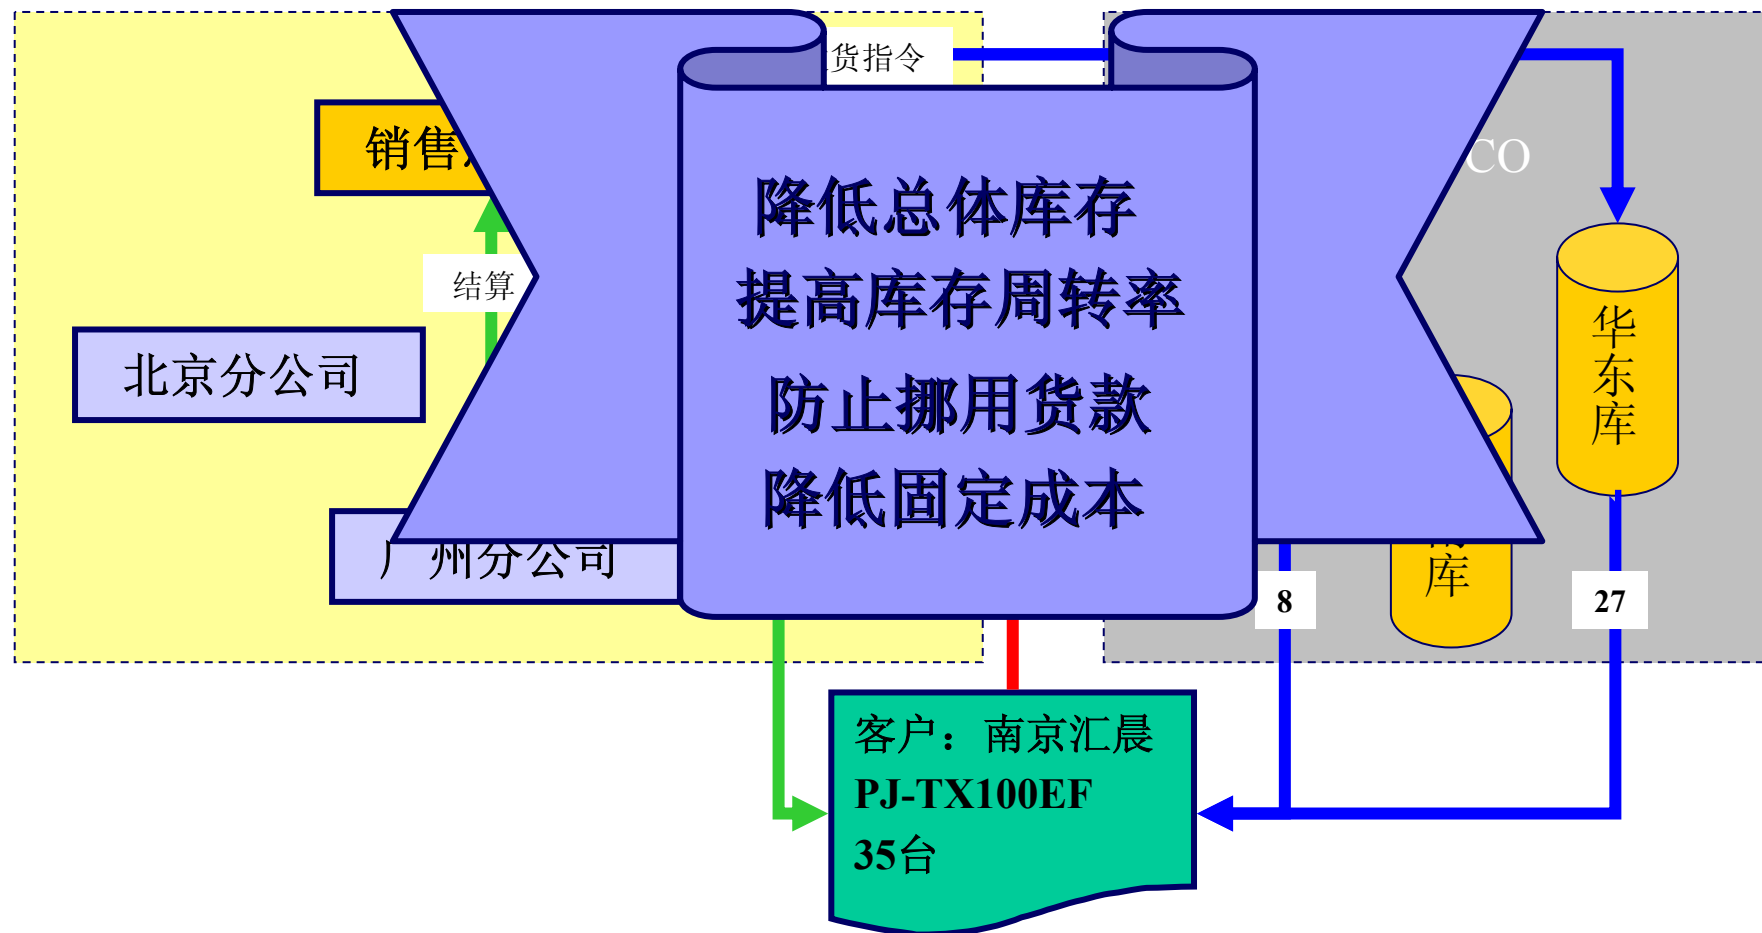 货指令
销售
CO
降低总体库存
提高库存周转率
结算
防止挪用货款
北京分公司
华东库
降低固定成本
广州分公司
库
8
27
客户：南京汇晨
PJ-TX100EF
35台